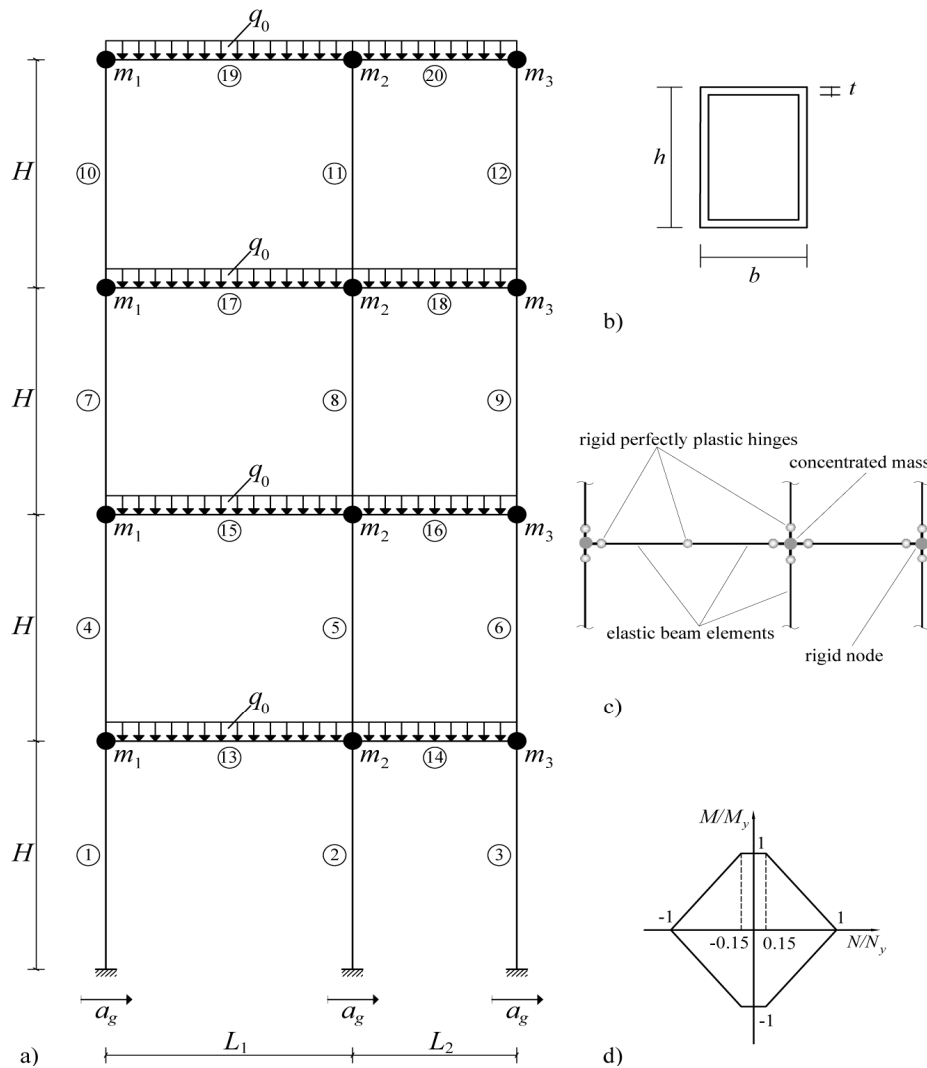 q0
m1 ⑲ m2 ⑳ m3
H ⑩ ⑪ ⑫
q0
m1 ⑰ m2 ⑱ m3
H ⑦ ⑧ ⑨
q0
m1 ⑮ m2 ⑯ m3
H ④ ⑤ ⑥
q0
m1 ⑬ m2 ⑭ m3
H ① ② ③
ag ag ag
a) L1 L2
t
h
b
b)
rigid perfectly plastic hinges
concentrated mass
elastic beam elements
rigid node
c)
M/My
1
-1 1
-0.15 0.15 N/Ny
-1
d)